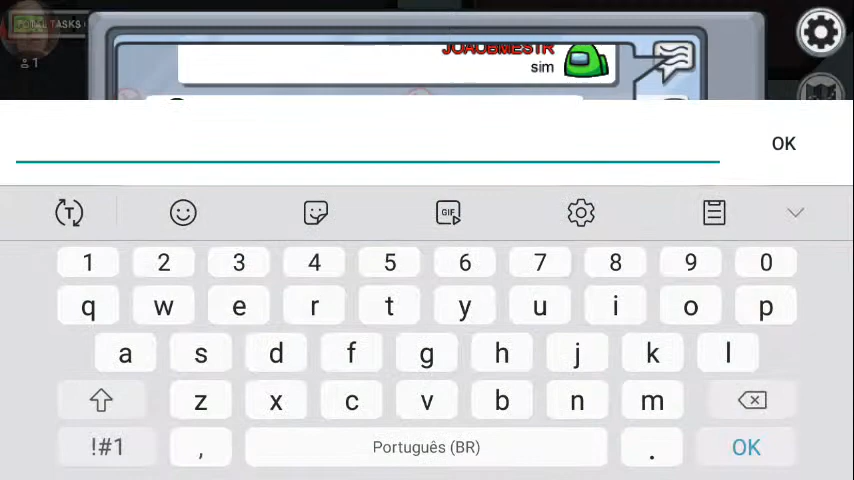 TOTAL TASKS
1
JOAOBMESTR
sim
OK
GIF
1 2 3 4 5 6 7 8 9 0
q w e r t y u i o p
a s d f g h j k l
z x c v b n m
!#1 , Português (BR) . OK